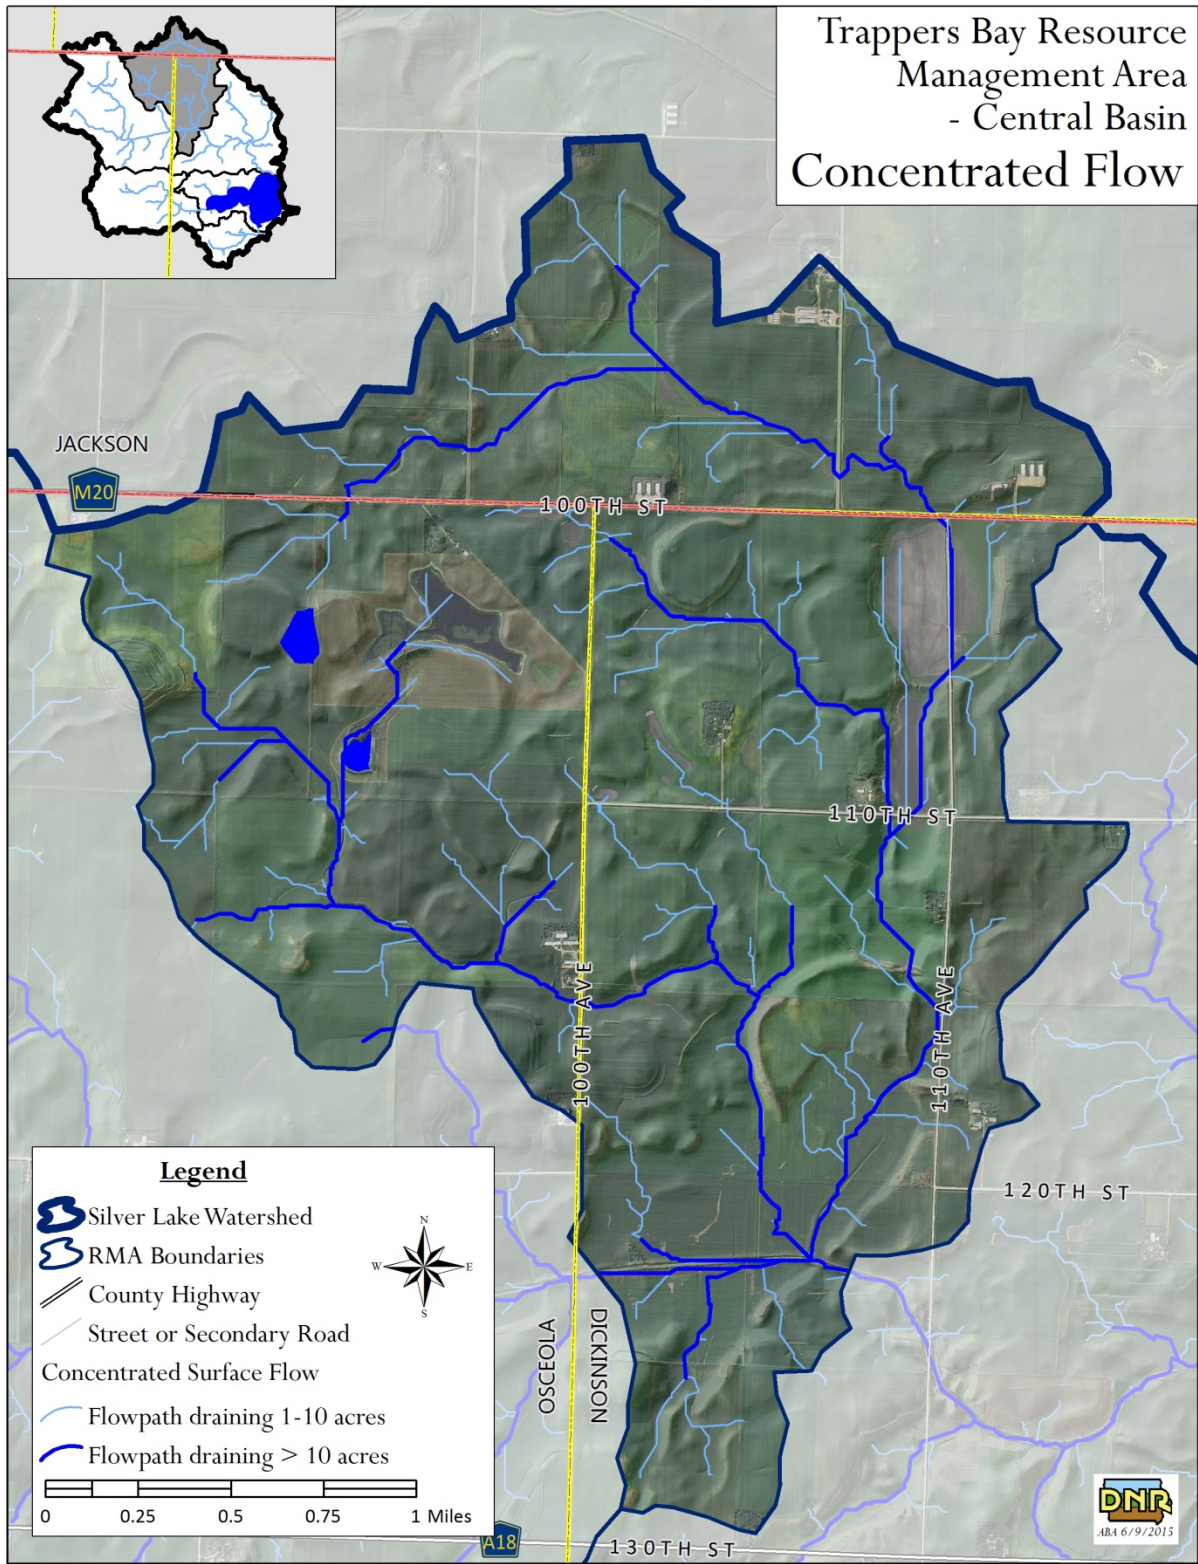 Trappers Bay Resource
Management Area
- Central Basin
Concentrated Flow
JACKSON
M20
100TH ST
110TH ST
100TH AVE
110TH AVE
120TH ST
OSCEOLA
DICKINSON
Legend
Silver Lake Watershed
RMA Boundaries
County Highway
Street or Secondary Road
Concentrated Surface Flow
Flowpath draining 1-10 acres
Flowpath draining > 10 acres
0 0.25 0.5 1 Miles
N
W E
S
A18
130TH ST
DNR
ABA 6/9/2015